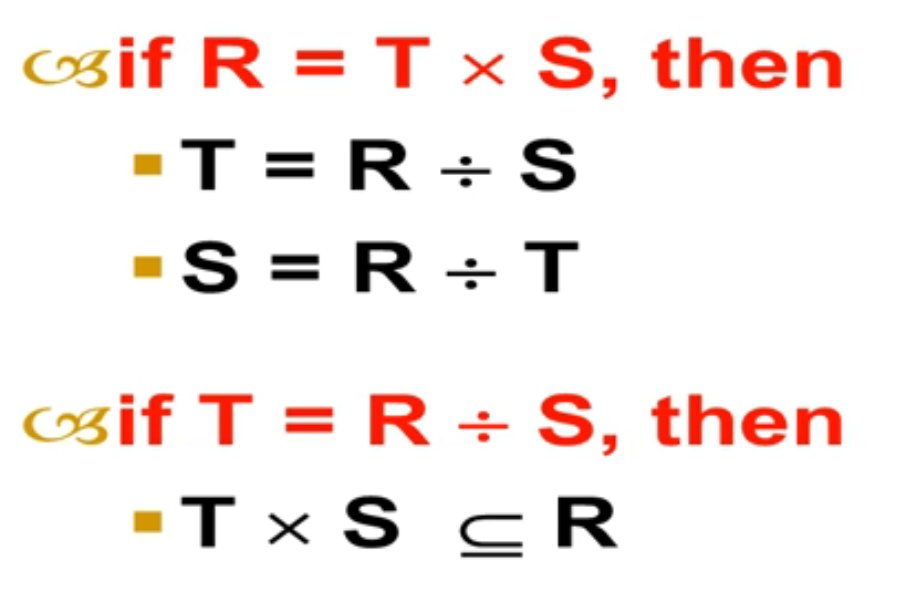 if R = T × S, then
▪ T = R ÷ S
▪ S = R ÷ T
if T = R ÷ S, then
▪ T × S ⊆ R